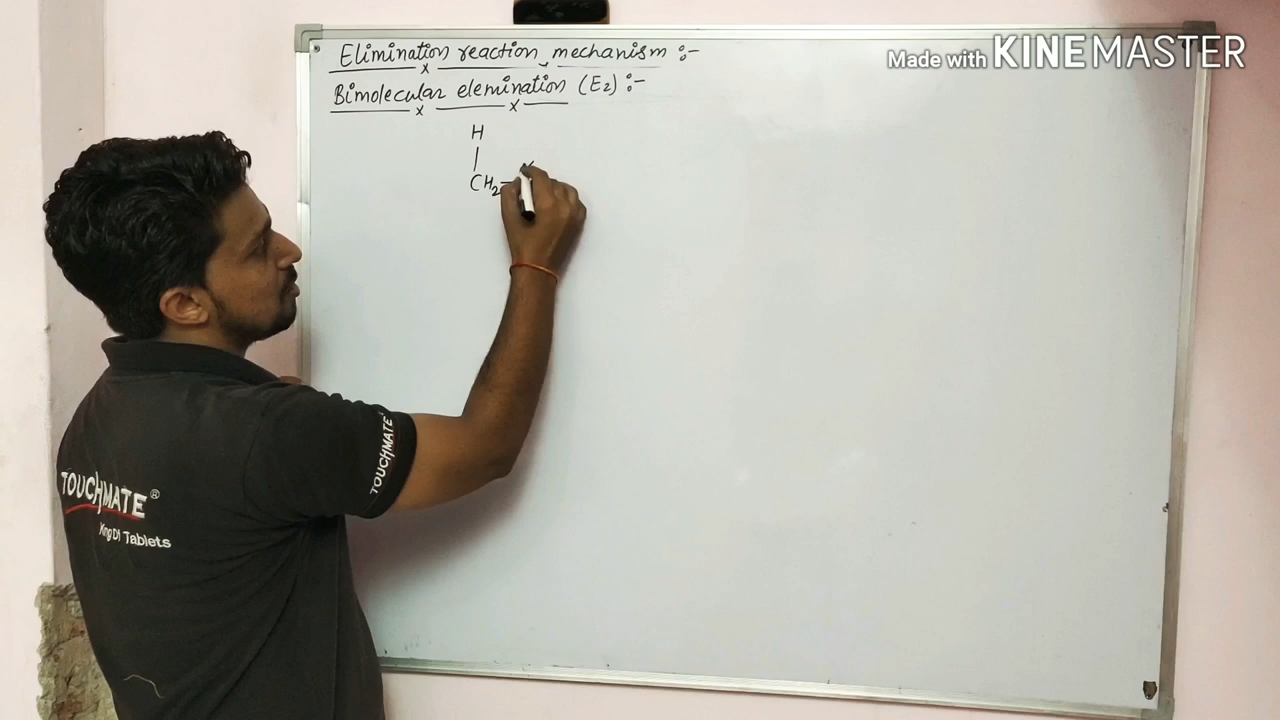 Made with KINEMASTER
Elimination reaction mechanism :-
Bimolecular elemination (E2) :-
H
CH2
TOUCHMATE
TOUCHMATE®
King Of Tablets